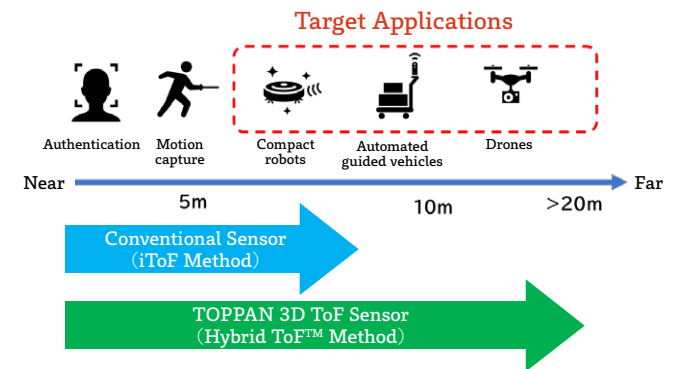 Target Applications
Authentication
Motion
capture
Compact
robots
Automated
guided vehicles
Drones
Near
Far
5m
10m
>20m
Conventional Sensor
（iToF Method）
TOPPAN 3D ToF Sensor
（Hybrid ToF™ Method）